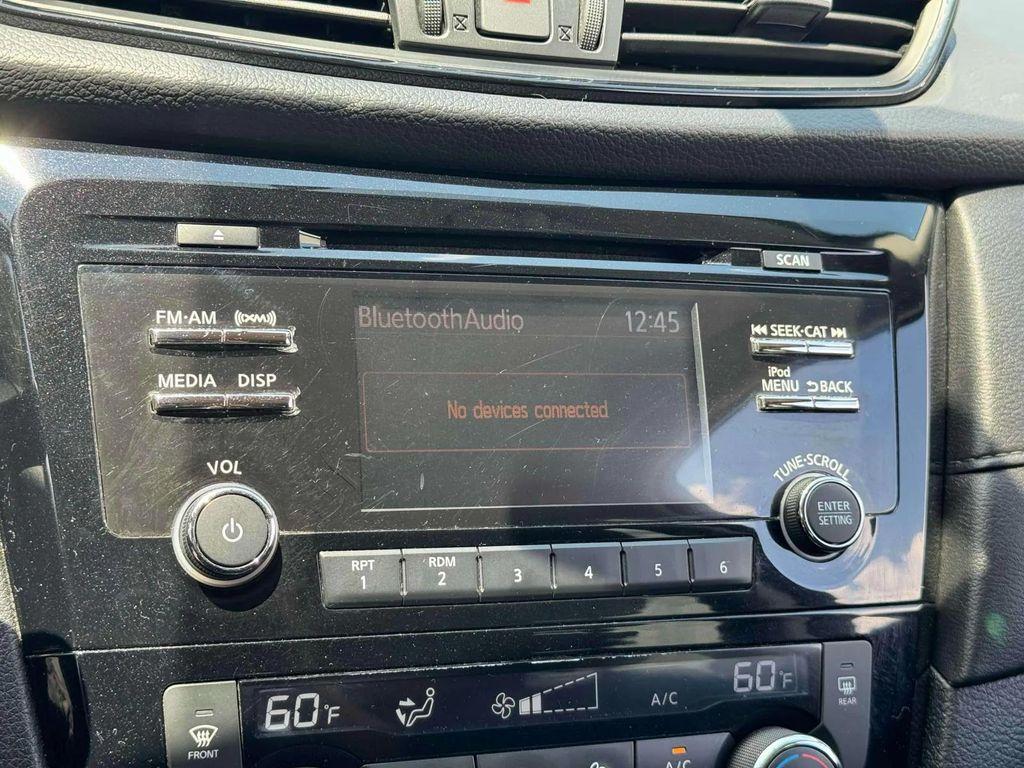 SCAN
FM·AM (((XM)))
BluetoothAudio 12:45
SEEK·CAT
MEDIA DISP
iPod
MENU BACK
No devices connected
VOL
TUNE·SCROLL
ENTER
SETTING
RPT
1
RDM
2
3
4
5
6
60°F
A/C
60°F
FRONT
REAR
A/C